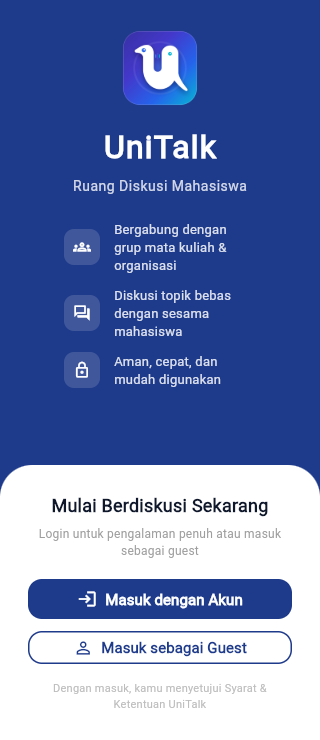 UniTalk
Ruang Diskusi Mahasiswa
Bergabung dengan
grup mata kuliah &
organisasi
Diskusi topik bebas
dengan sesama
mahasiswa
Aman, cepat, dan
mudah digunakan
Mulai Berdiskusi Sekarang
Login untuk pengalaman penuh atau masuk
sebagai guest
Masuk dengan Akun
Masuk sebagai Guest
Dengan masuk, kamu menyetujui Syarat &
Ketentuan UniTalk